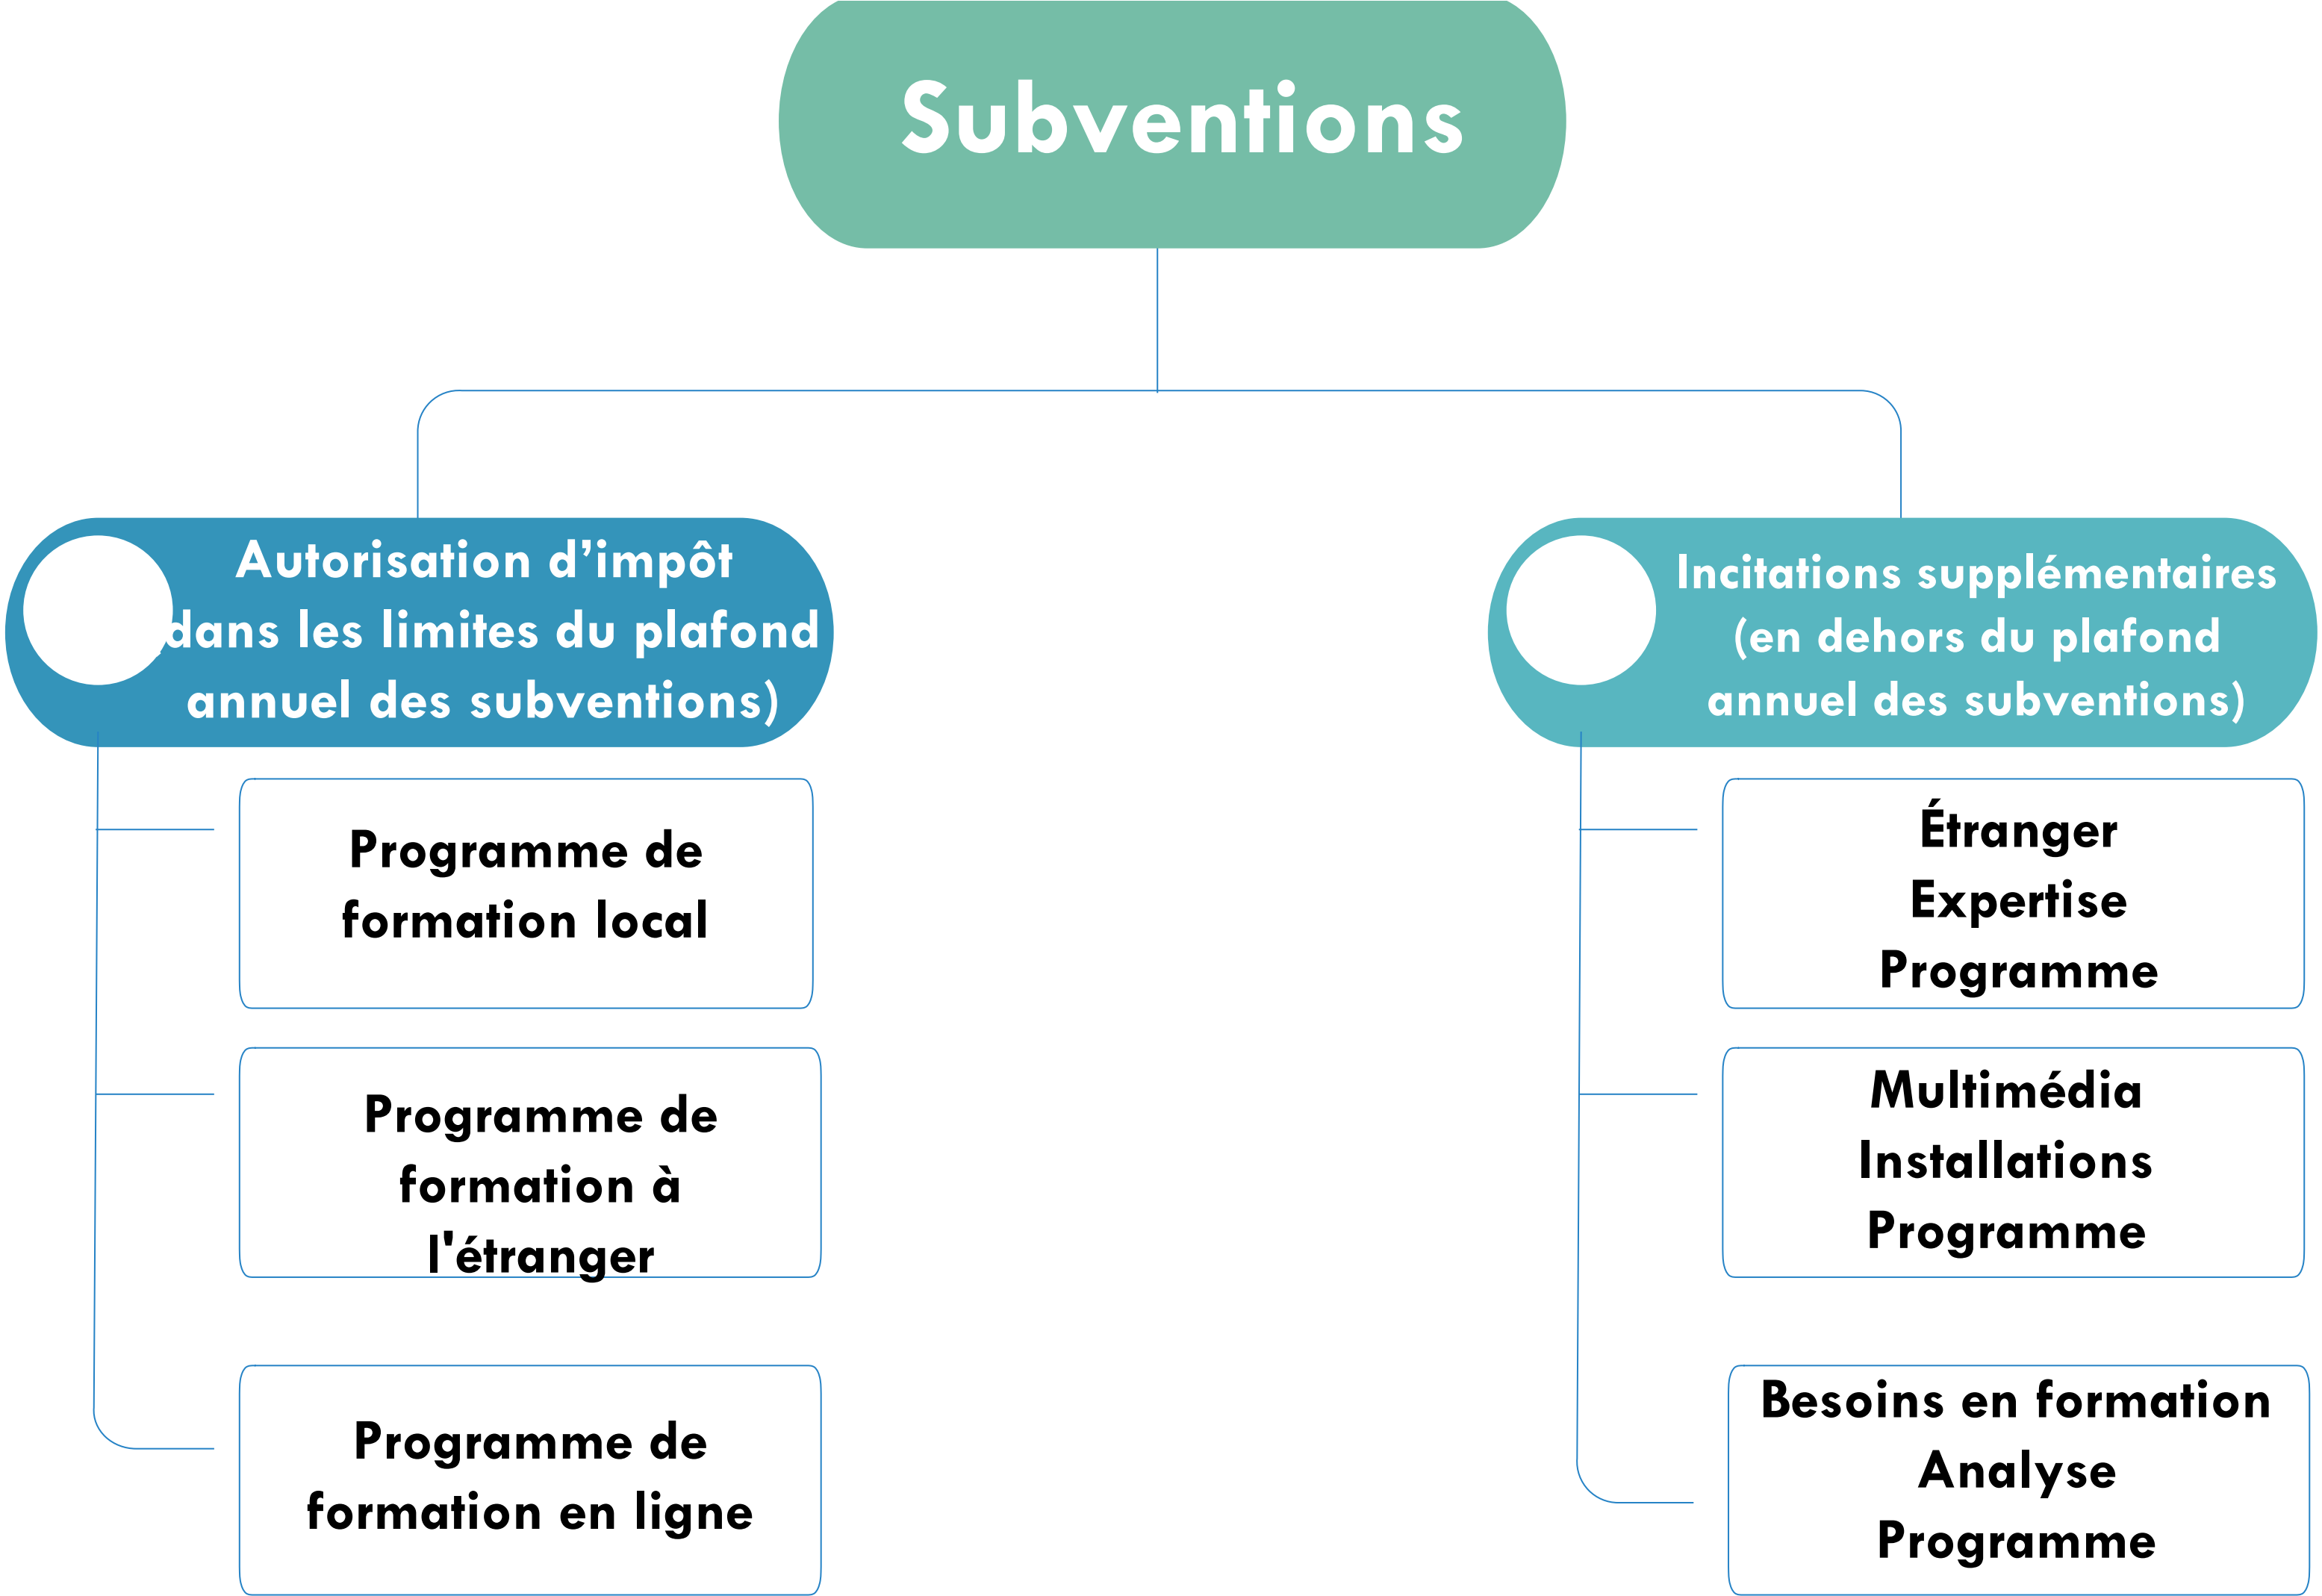 Subventions
Autorisation d'impôt
dans les limites du plafond
annuel des subventions)
Programme de
formation local
Programme de
formation à
l'étranger
Programme de
formation en ligne
Incitations supplémentaires
(en dehors du plafond
annuel des subventions)
Étranger
Expertise
Programme
Multimédia
Installations
Programme
Besoins en formation
Analyse
Programme